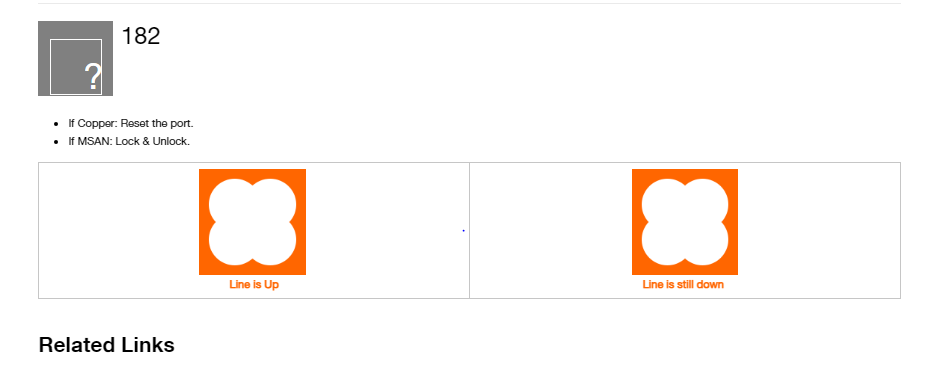 182
?
If Copper: Reset the port.
If MSAN: Lock & Unlock.
Line is Up
Line is still down
Related Links